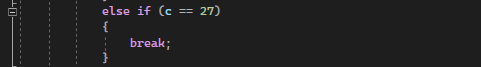 else if (c == 27)
{
break;
}